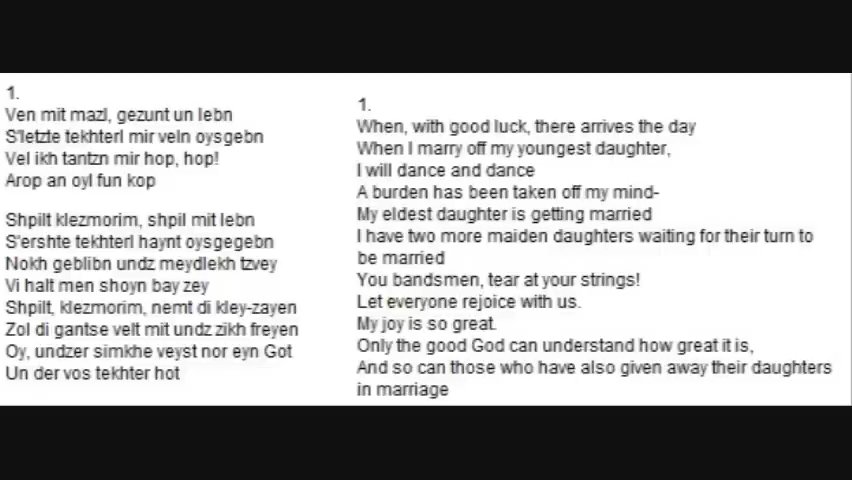 1.
Ven mit mazl, gezunt un lebn
S'letzte tekhterl mir veln oysgebn
Vel ikh tantzn mir hop, hop!
Arop an oyl fun kop
Shpilt klezmorim, shpil mit lebn
S'ershte tekhterl haynt oysgegebn
Nokh geblibn undz meydlekh tzvey
Vi halt men shoyn bay zey
Shpilt, klezmorim, nemt di kley-zayen
Zol di gantse velt mit undz zikh freyen
Oy, undzer simkhe veyst nor eyn Got
Un der vos tekhter hot
1.
When, with good luck, there arrives the day
When I marry off my youngest daughter,
I will dance and dance
A burden has been taken off my mind-
My eldest daughter is getting married
I have two more maiden daughters waiting for their turn to
be married
You bandsmen, tear at your strings!
Let everyone rejoice with us.
My joy is so great.
Only the good God can understand how great it is,
And so can those who have also given away their daughters
in marriage